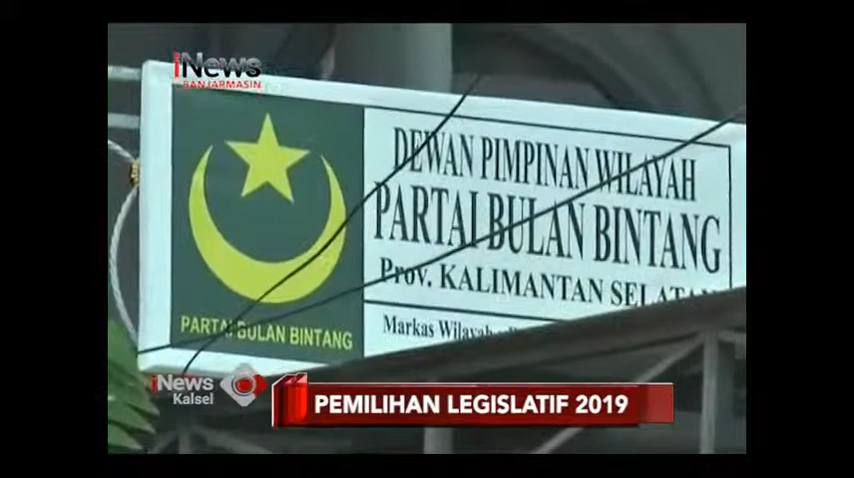 iNews
BANJARMASIN
DEWAN PIMPINAN WILAYAH
PARTAI BULAN BINTANG
Prov. KALIMANTAN SELATAN
Markas Wilayah
PARTAI BULAN BINTANG
iNews
Kalsel
PEMILIHAN LEGISLATIF 2019